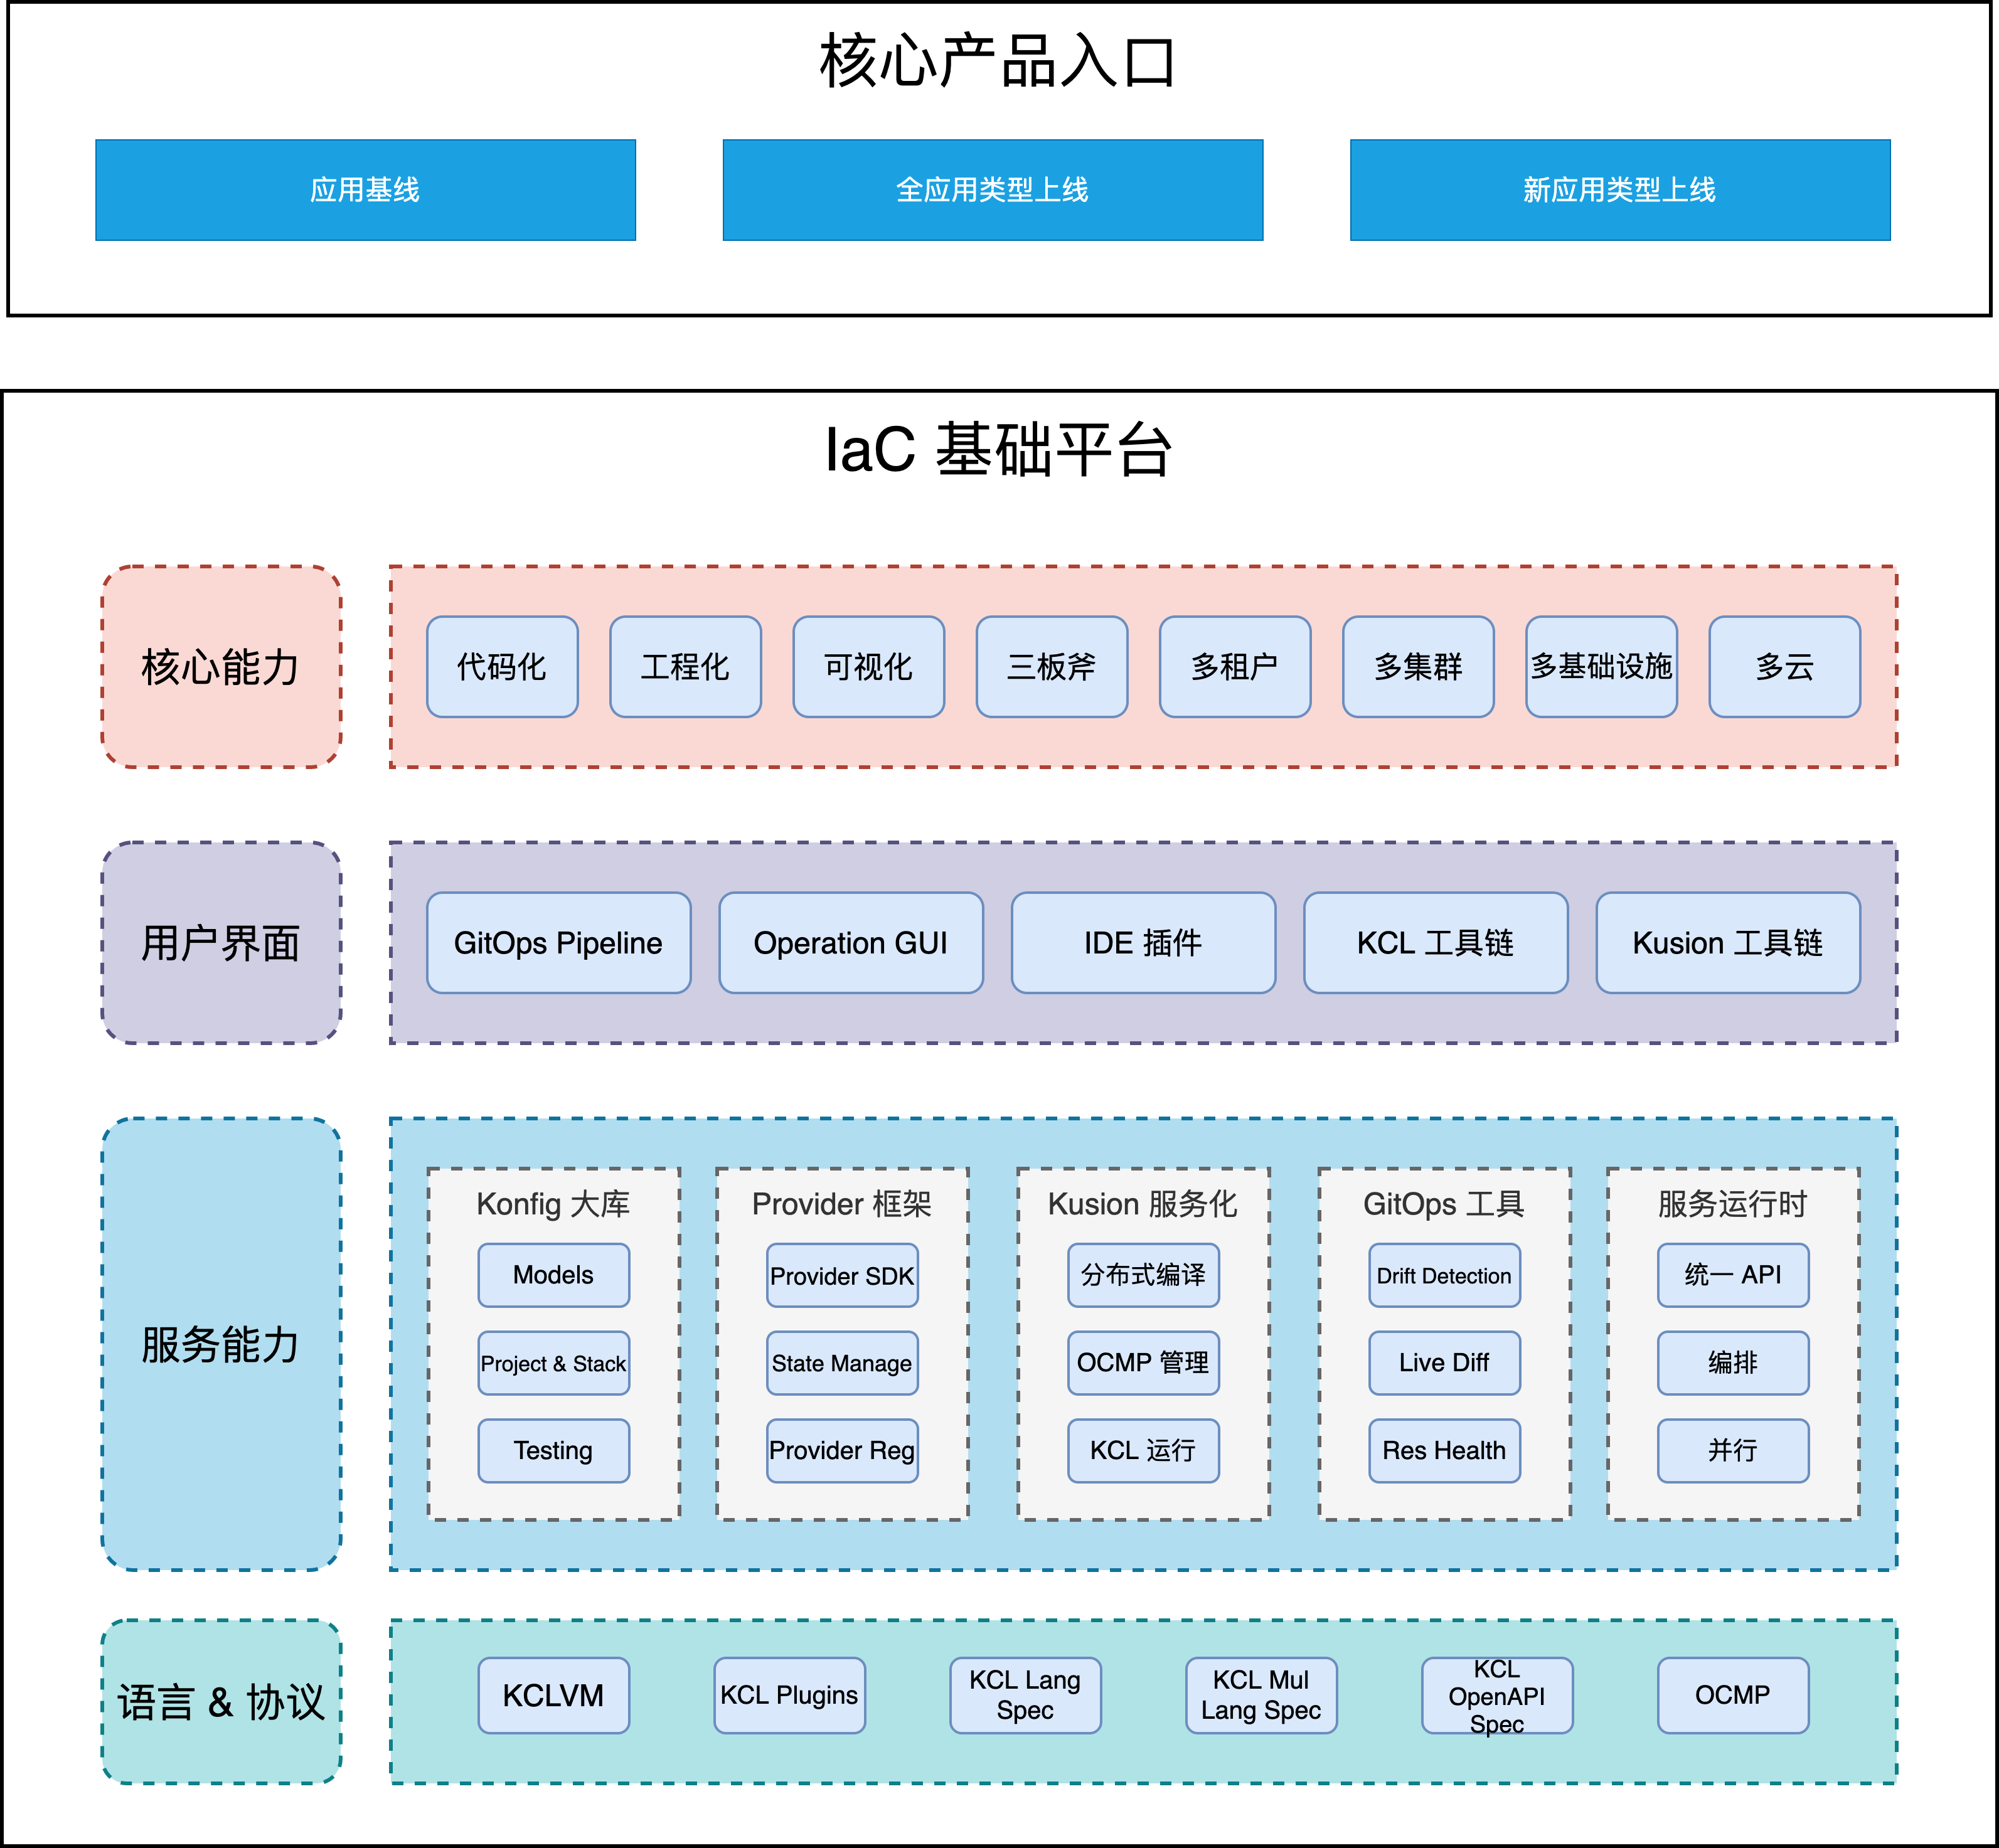 核心产品入口
应用基线
全应用类型上线
新应用类型上线
IaC 基础平台
核心能力
代码化
工程化
可视化
三板斧
多租户
多集群
多基础设施
多云
用户界面
GitOps Pipeline
Operation GUI
IDE 插件
KCL 工具链
Kusion 工具链
服务能力
Konfig 大库
Models
Project & Stack
Testing
Provider 框架
Provider SDK
State Manage
Provider Reg
Kusion 服务化
分布式编译
OCMP 管理
KCL 运行
GitOps 工具
Drift Detection
Live Diff
Res Health
服务运行时
统一 API
编排
并行
语言 & 协议
KCLVM
KCL Plugins
KCL Lang
Spec
KCL Mul
Lang Spec
KCL
OpenAPI
Spec
OCMP